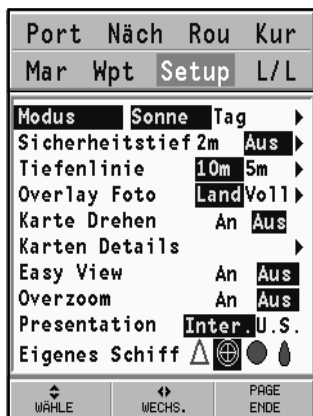 Port Näch Rou Kur
Mar Wpt Setup L/L
Modus Sonne Tag
Sicherheitstief 2m Aus
Tiefenlinie 10m 5m
Overlay Foto Land Voll
Karte Drehen An Aus
Karten Details
Easy View An Aus
Overzoom An Aus
Presentation Inter. U.S.
Eigenes Schiff
WÄHLE WECHS. PAGE
ENDE